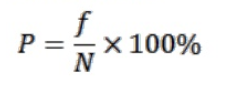 P = f/N × 100%